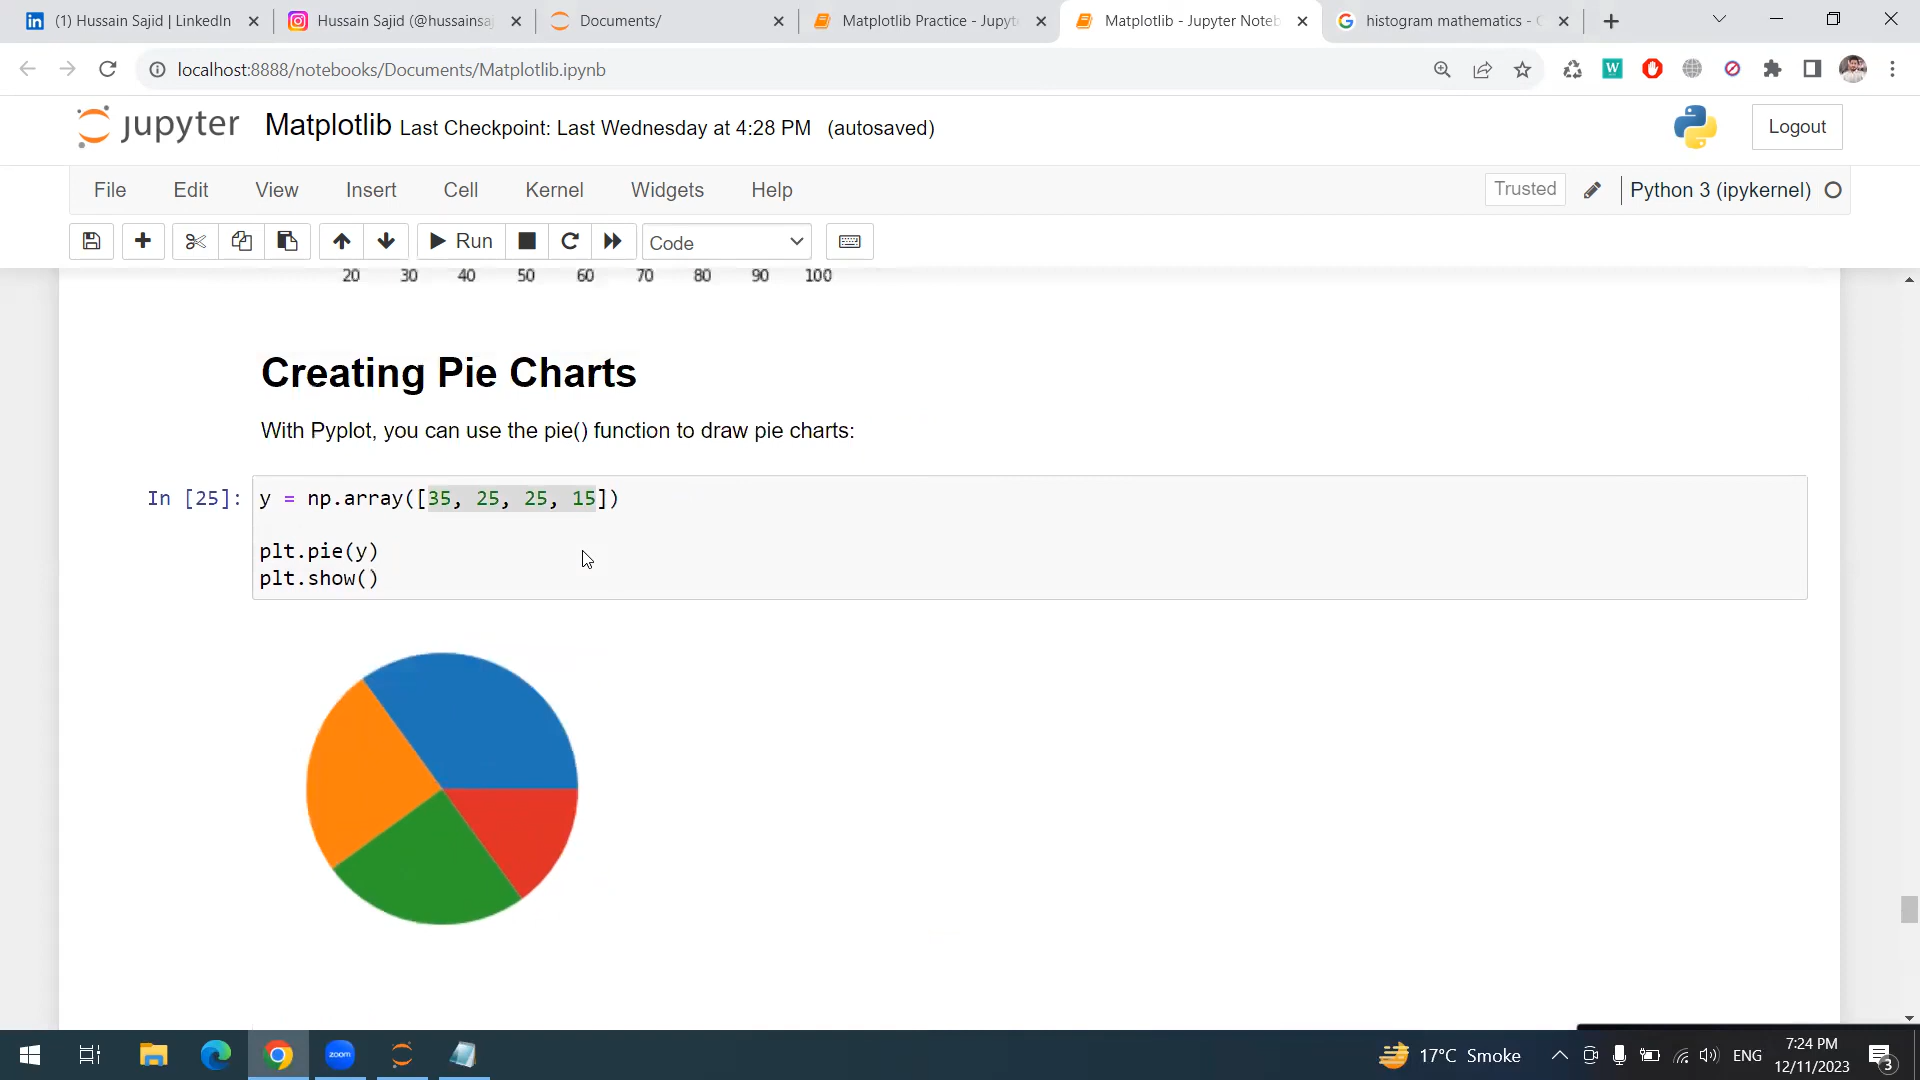 (1) Hussain Sajid | LinkedIn
Hussain Sajid (@hussainsa
Documents/
Matplotlib Practice - Jupyt
Matplotlib - Jupyter Noteb
histogram mathematics -
localhost:8888/notebooks/Documents/Matplotlib.ipynb
jupyter Matplotlib Last Checkpoint: Last Wednesday at 4:28 PM (autosaved)
Logout
File Edit View Insert Cell Kernel Widgets Help
Trusted Python 3 (ipykernel)
Run Code
20 30 40 50 60 70 80 90 100
Creating Pie Charts
With Pyplot, you can use the pie() function to draw pie charts:
In [25]: y = np.array([35, 25, 25, 15])
plt.pie(y)
plt.show()
zoom
17°C Smoke
ENG
7:24 PM
12/11/2023
3